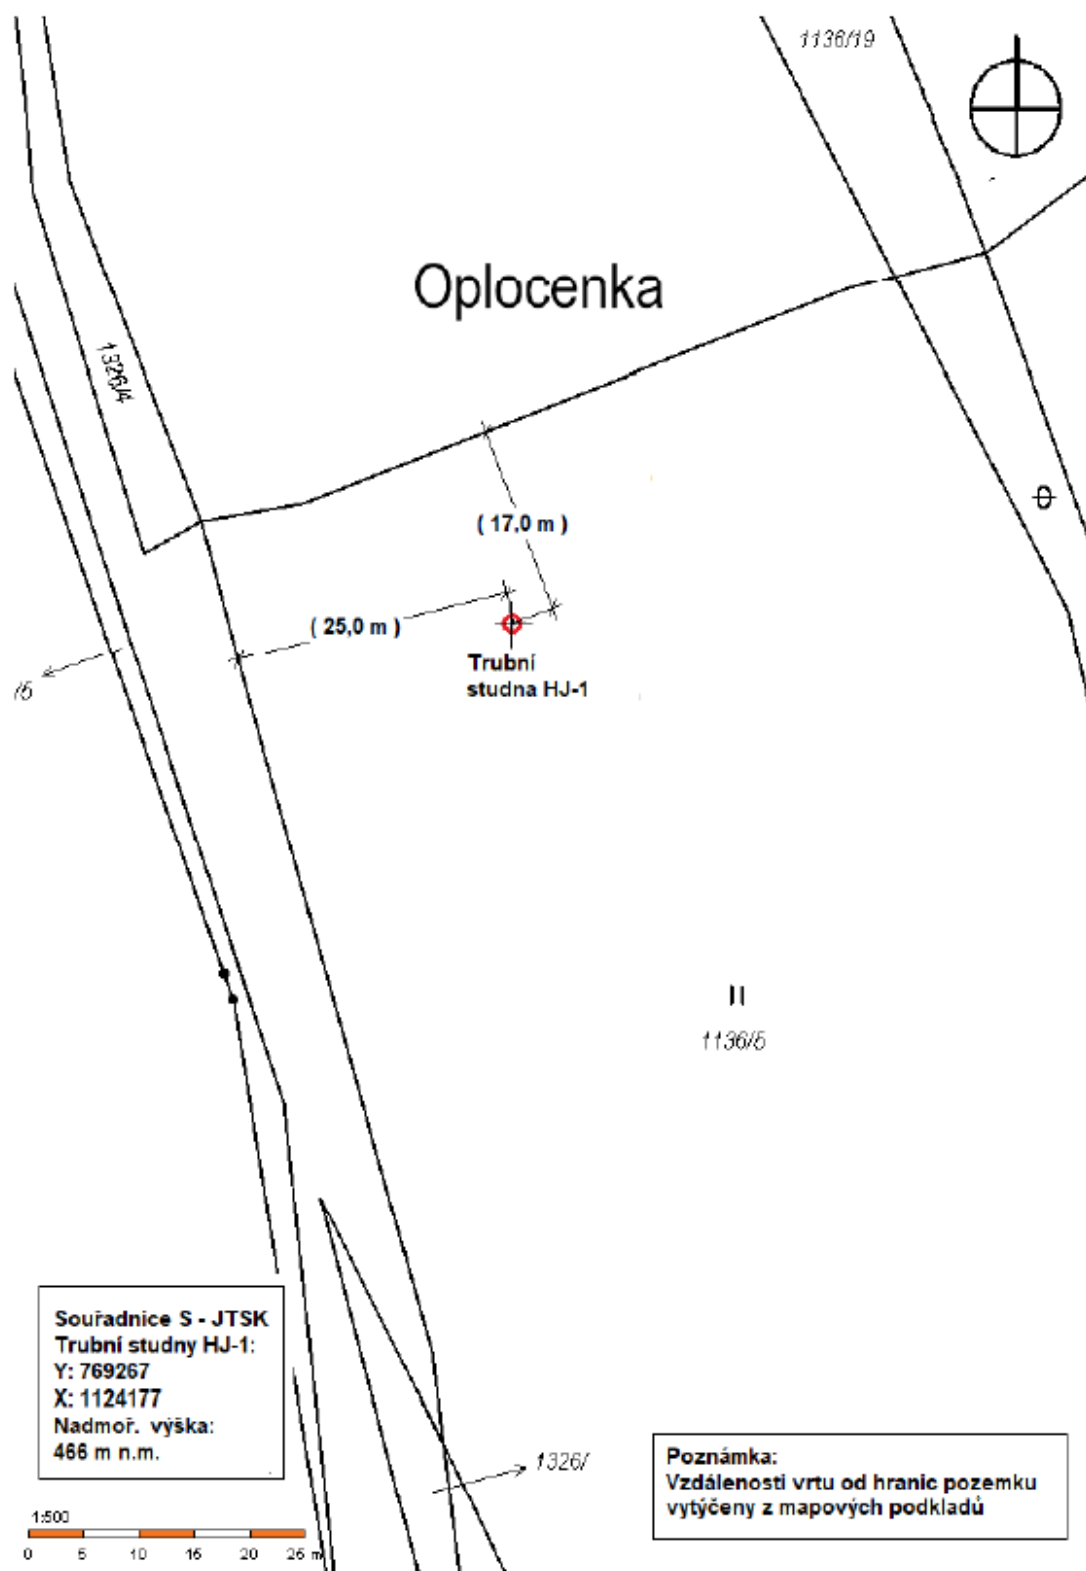 1136/19
Oplocenka
1326/4
( 17,0 m )
( 25,0 m )
Trubní
studna HJ-1
/5
1136/5
Souřadnice S - JTSK
Trubní studny HJ-1:
Y: 769267
X: 1124177
Nadmoř. výška:
466 m n.m.
1326/
Poznámka:
Vzdálenosti vrtu od hranic pozemku
vytýčeny z mapových podkladů
1:500
0 5 10 15 20 25 m